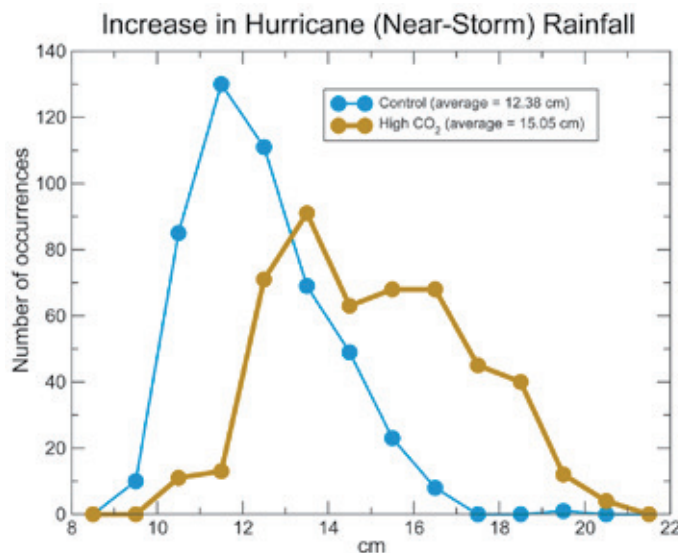 Increase in Hurricane (Near-Storm) Rainfall
Control (average = 12.38 cm)
High CO₂ (average = 15.05 cm)
Number of occurrences
140
120
100
80
60
40
20
0
8 10 12 14 16 18 20 22
cm